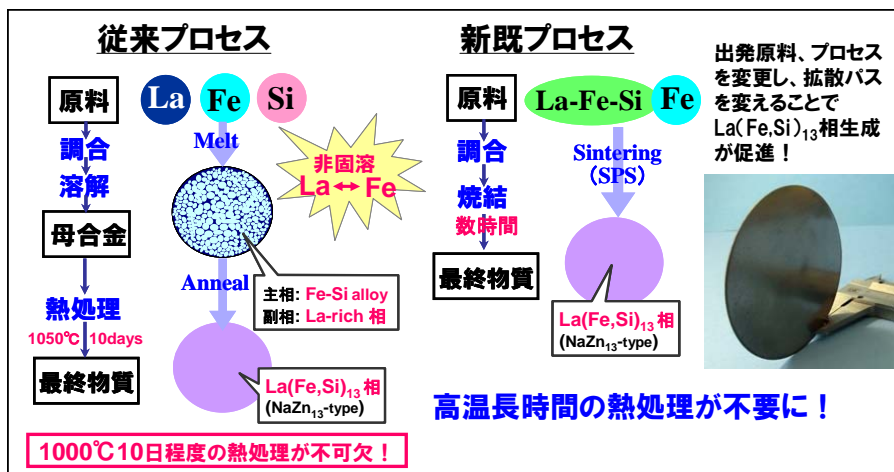 従来プロセス
原料
調合
溶解
母合金
熱処理
1050℃ 10days
最終物質
La Fe Si
Melt
非固溶
La↔Fe
Anneal
主相: Fe-Si alloy
副相: La-rich 相
La(Fe,Si)13 相
(NaZn13-type)
1000℃10日程度の熱処理が不可欠！
新既プロセス
原料
調合
焼結
数時間
最終物質
La-Fe-Si Fe
Sintering
(SPS)
La(Fe,Si)13 相
(NaZn13-type)
出発原料、プロセス
を変更し、拡散パス
を変えることで
La(Fe,Si)13相生成
が促進！
高温長時間の熱処理が不要に！